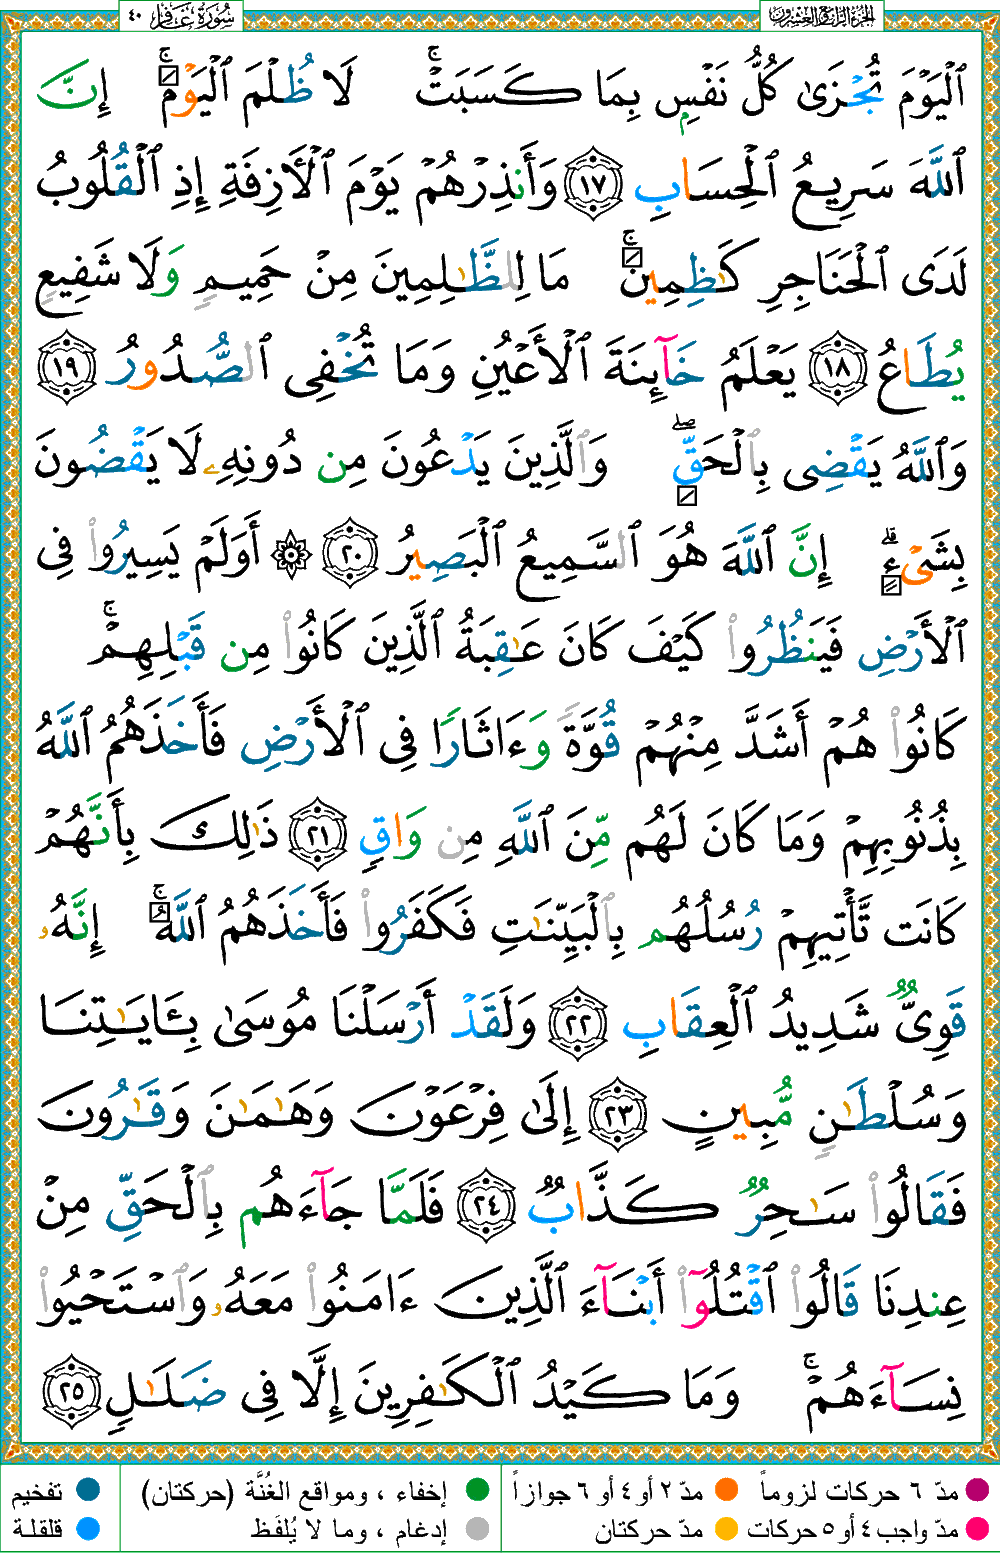 سُورَةُ غَافِر ٤٠
الجُزْءُ الرَّابِعُ وَالعِشْرُونَ
ٱلْيَوْمَ تُجْزَىٰ كُلُّ نَفْسٍۭ بِمَا كَسَبَتْ ۚ لَا ظُلْمَ ٱلْيَوْمَ ۚ إِنَّ
ٱللَّهَ سَرِيعُ ٱلْحِسَابِ ١٧ وَأَنذِرْهُمْ يَوْمَ ٱلْأَزِفَةِ إِذِ ٱلْقُلُوبُ
لَدَى ٱلْحَنَاجِرِ كَـٰظِمِينَ ۚ مَا لِلظَّـٰلِمِينَ مِنْ حَمِيمٍ وَلَا شَفِيعٍ
يُطَاعُ ١٨ يَعْلَمُ خَآئِنَةَ ٱلْأَعْيُنِ وَمَا تُخْفِى ٱلصُّدُورُ ١٩
وَٱللَّهُ يَقْضِى بِٱلْحَقِّ ۖ وَٱلَّذِينَ يَدْعُونَ مِن دُونِهِۦ لَا يَقْضُونَ
بِشَىْءٍ ۗ إِنَّ ٱللَّهَ هُوَ ٱلسَّمِيعُ ٱلْبَصِيرُ ٢٠ ۞ أَوَلَمْ يَسِيرُوا۟ فِى
ٱلْأَرْضِ فَيَنظُرُوا۟ كَيْفَ كَانَ عَـٰقِبَةُ ٱلَّذِينَ كَانُوا۟ مِن قَبْلِهِمْ ۚ
كَانُوا۟ هُمْ أَشَدَّ مِنْهُمْ قُوَّةً وَءَاثَارًا فِى ٱلْأَرْضِ فَأَخَذَهُمُ ٱللَّهُ
بِذُنُوبِهِمْ وَمَا كَانَ لَهُم مِّنَ ٱللَّهِ مِن وَاقٍ ٢١ ذَٰلِكَ بِأَنَّهُمْ
كَانَت تَّأْتِيهِمْ رُسُلُهُم بِٱلْبَيِّنَـٰتِ فَكَفَرُوا۟ فَأَخَذَهُمُ ٱللَّهُ ۚ إِنَّهُۥ
قَوِىٌّ شَدِيدُ ٱلْعِقَابِ ٢٢ وَلَقَدْ أَرْسَلْنَا مُوسَىٰ بِـَٔايَـٰتِنَا
وَسُلْطَـٰنٍ مُّبِينٍ ٢٣ إِلَىٰ فِرْعَوْنَ وَهَـٰمَـٰنَ وَقَـٰرُونَ
فَقَالُوا۟ سَـٰحِرٌ كَذَّابٌ ٢٤ فَلَمَّا جَآءَهُم بِٱلْحَقِّ مِنْ
عِندِنَا قَالُوا۟ ٱقْتُلُوٓا۟ أَبْنَآءَ ٱلَّذِينَ ءَامَنُوا۟ مَعَهُۥ وَٱسْتَحْيُوا۟
نِسَآءَهُمْ ۚ وَمَا كَيْدُ ٱلْكَـٰفِرِينَ إِلَّا فِى ضَلَـٰلٍ ٢٥
مدّ ٦ حركات لزوماً مدّ ٢ أو ٤ أو ٦ جوازاً إخفاء ، ومواقع الغُنَّة (حركتان) تفخيم
مدّ واجب ٤ أو ٥ حركات مدّ حركتان إدغام ، وما لا يُلفَظ قلقلة